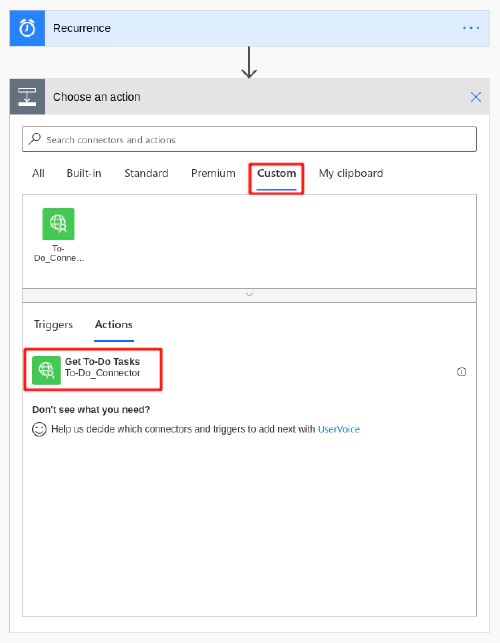 Recurrence
Choose an action
Search connectors and actions
All Built-in Standard Premium Custom My clipboard
To-
Do_Conne...
Triggers Actions
Get To-Do Tasks
To-Do_Connector
Don't see what you need?
Help us decide which connectors and triggers to add next with UserVoice